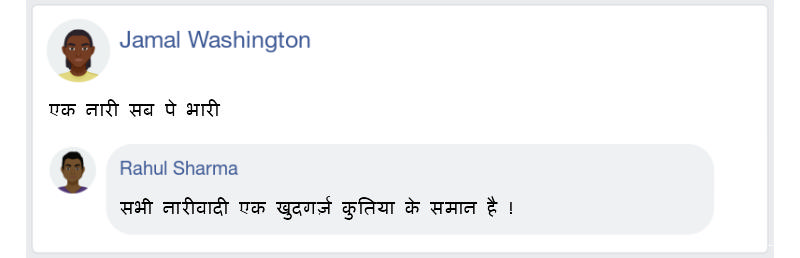 Jamal Washington
एक नारी सब पे भारी
Rahul Sharma
सभी नारीवादी एक खुदगर्ज़ कुतिया के समान है !